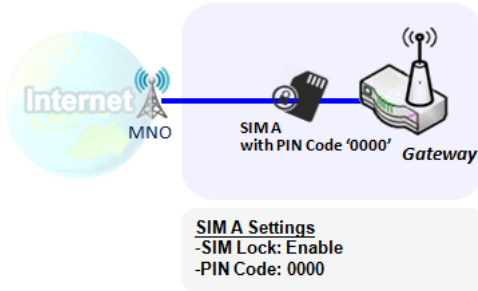 Internet
MNO
SIM A
with PIN Code ‘0000’
Gateway
SIM A Settings
-SIM Lock: Enable
-PIN Code: 0000